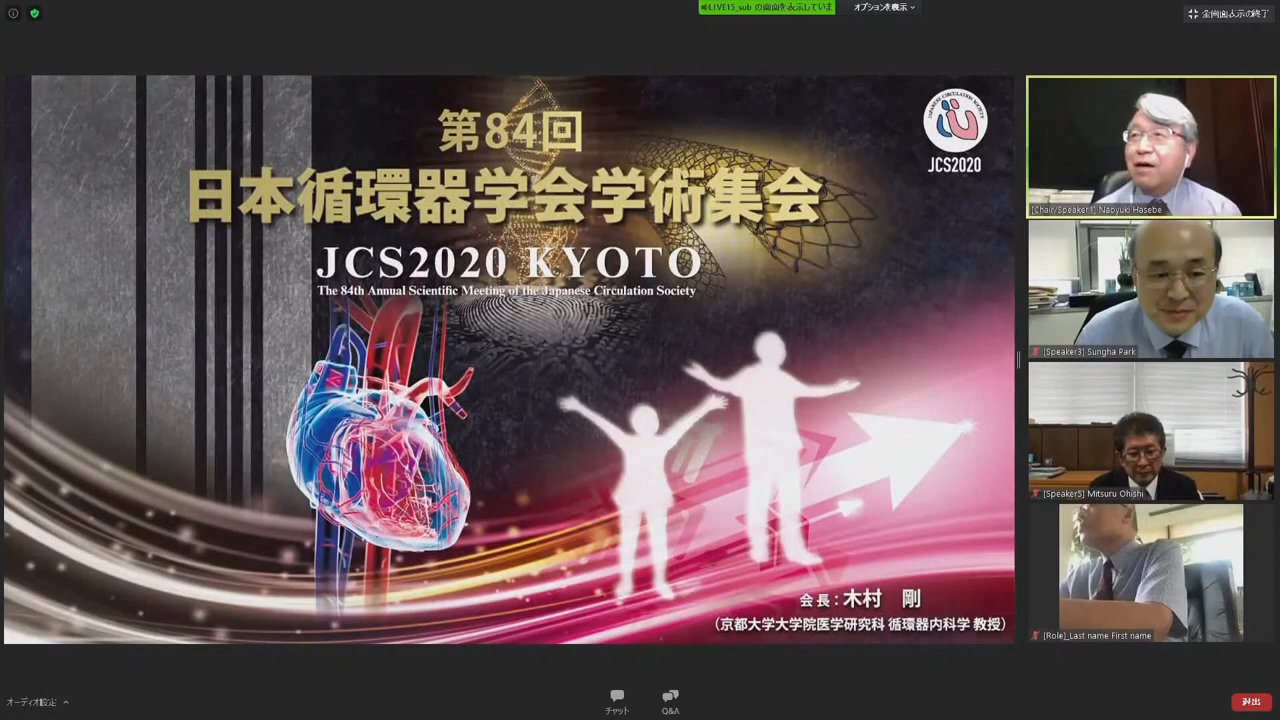 LIVE15_sub の画面を表示していま
オプションを表示
全画面表示の終了
第84回
日本循環器学会学術集会
JCS2020 KYOTO
The 84th Annual Scientific Meeting of the Japanese Circulation Society
JAPANESE CIRCULATION SOCIETY
JCS2020
会長:木村 剛
(京都大学大学院医学研究科 循環器内科学 教授)
[Chair/Speaker1] Naoyuki Hasebe
[Speaker3] Sungha Park
[Speaker5] Mitsuru Ohishi
[Role]_Last name First name
オーディオ設定
チャット
Q&A
退出